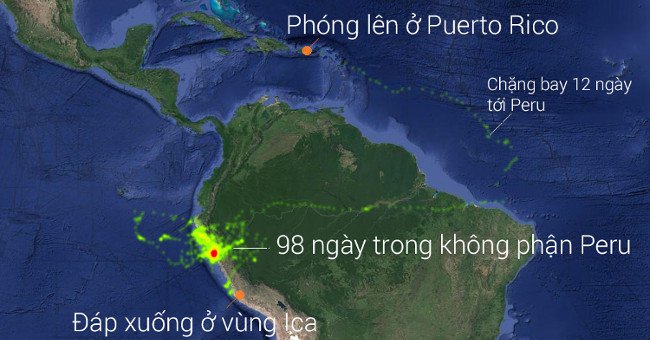 Phóng lên ở Puerto Rico
Chặng bay 12 ngày
tới Peru
98 ngày trong không phận Peru
Đáp xuống ở vùng Ica